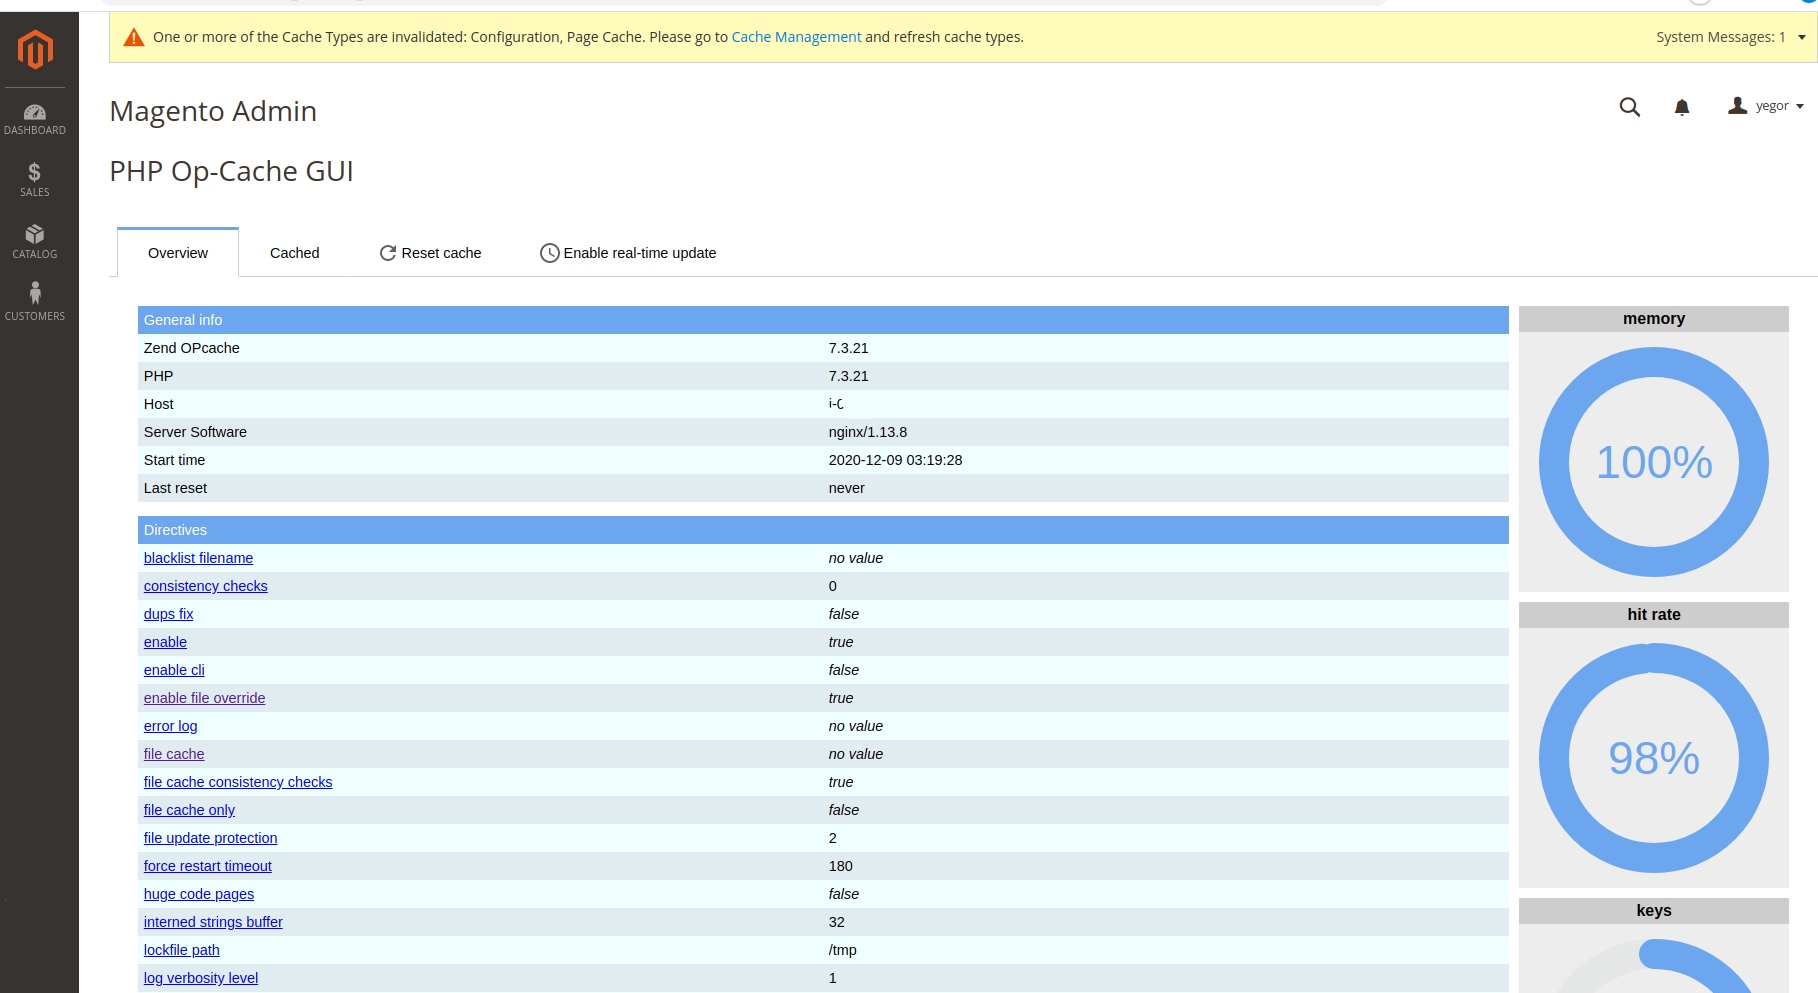 One or more of the Cache Types are invalidated: Configuration, Page Cache. Please go to Cache Management and refresh cache types. System Messages: 1
Magento Admin
yegor
PHP Op-Cache GUI
DASHBOARD
SALES
CATALOG
CUSTOMERS
Overview Cached Reset cache Enable real-time update
General info
Zend OPcache 7.3.21
PHP 7.3.21
Host
Server Software nginx/1.13.8
Start time 2020-12-09 03:19:28
Last reset never
Directives
blacklist filename no value
consistency checks 0
dups fix false
enable true
enable cli false
enable file override true
error log no value
file cache no value
file cache consistency checks true
file cache only false
file update protection 2
force restart timeout 180
huge code pages false
interned strings buffer 32
lockfile path /tmp
log verbosity level 1
memory
100%
hit rate
98%
keys